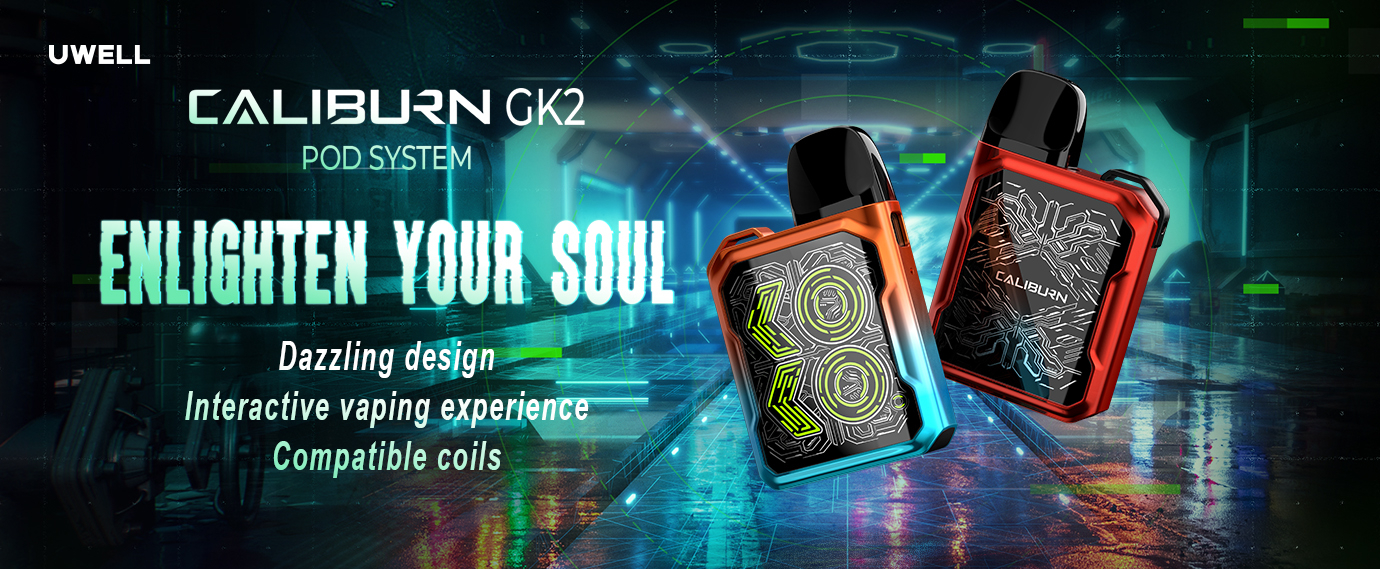 UWELL
CALIBURN GK2
POD SYSTEM
ENLIGHTEN YOUR SOUL
Dazzling design
Interactive vaping experience
Compatible coils
CALIBURN